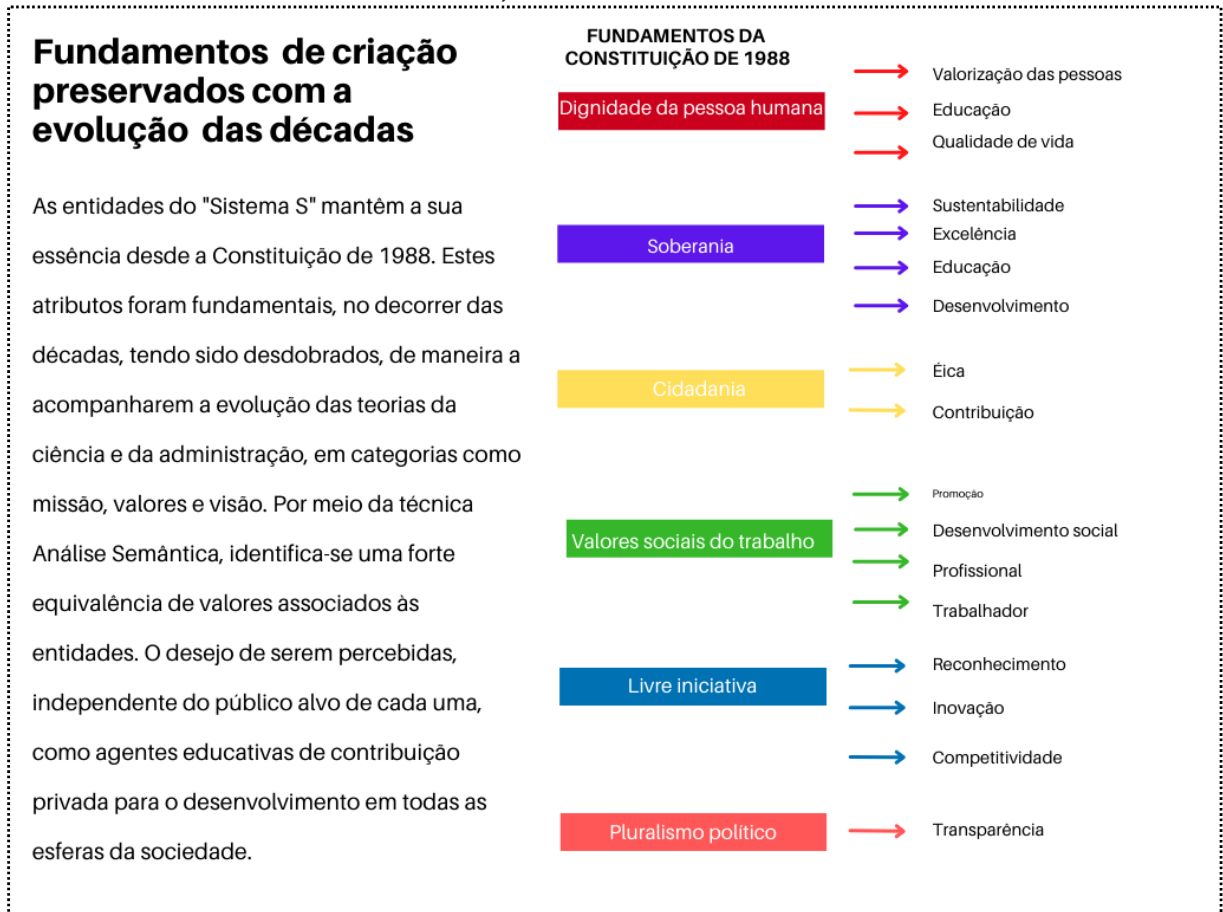 Fundamentos de criação
preservados com a
evolução das décadas
As entidades do "Sistema S" mantêm a sua
essência desde a Constituição de 1988. Estes
atributos foram fundamentais, no decorrer das
décadas, tendo sido desdobrados, de maneira a
acompanharem a evolução das teorias da
ciência e da administração, em categorias como
missão, valores e visão. Por meio da técnica
Análise Semântica, identifica-se uma forte
equivalência de valores associados às
entidades. O desejo de serem percebidas,
independente do público alvo de cada uma,
como agentes educativas de contribuição
privada para o desenvolvimento em todas as
esferas da sociedade.
FUNDAMENTOS DA
CONSTITUIÇÃO DE 1988
Dignidade da pessoa humana
Valorização das pessoas
Educação
Qualidade de vida
Soberania
Sustentabilidade
Excelência
Educação
Desenvolvimento
Cidadania
Éica
Contribuição
Valores sociais do trabalho
Promoção
Desenvolvimento social
Profissional
Trabalhador
Livre iniciativa
Reconhecimento
Inovação
Competitividade
Pluralismo político
Transparência